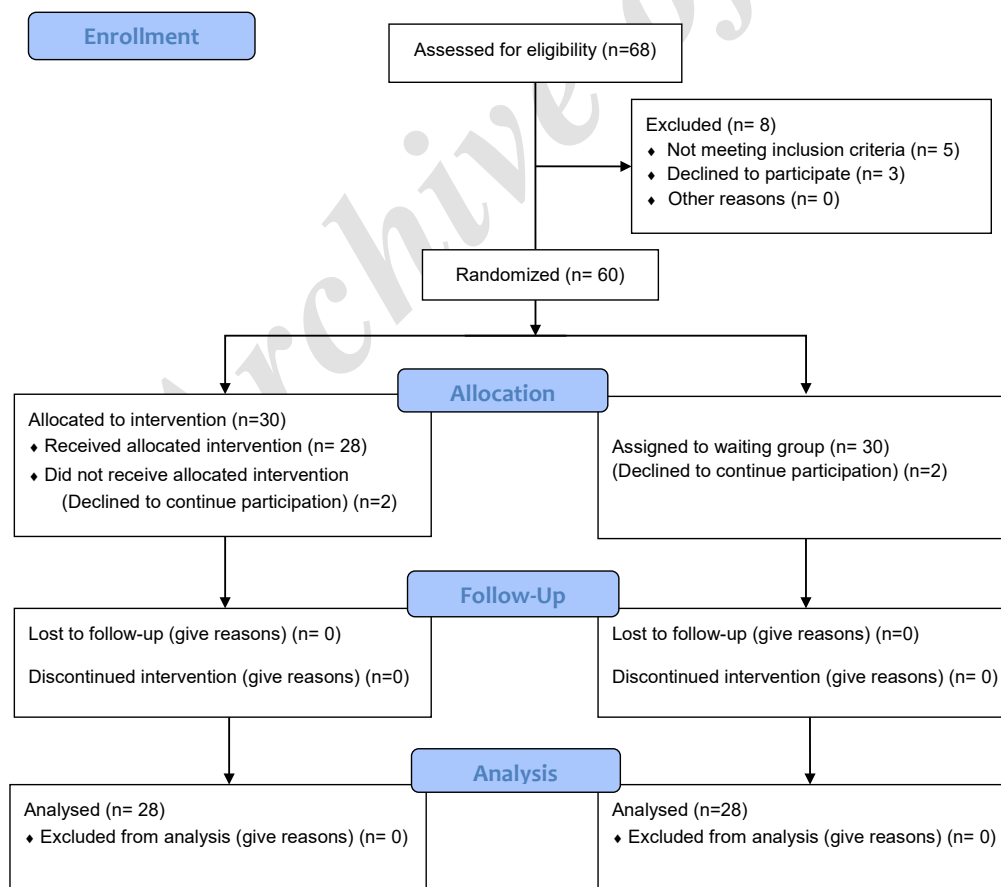 Enrollment
Assessed for eligibility (n=68)
Excluded (n= 8)
♦ Not meeting inclusion criteria (n= 5)
♦ Declined to participate (n= 3)
♦ Other reasons (n= 0)
Randomized (n= 60)
Allocation
Allocated to intervention (n=30)
♦ Received allocated intervention (n= 28)
♦ Did not receive allocated intervention
(Declined to continue participation) (n=2)
Assigned to waiting group (n= 30)
(Declined to continue participation) (n=2)
Follow-Up
Lost to follow-up (give reasons) (n= 0)
Discontinued intervention (give reasons) (n=0)
Lost to follow-up (give reasons) (n=0)
Discontinued intervention (give reasons) (n= 0)
Analysis
Analysed (n= 28)
♦ Excluded from analysis (give reasons) (n= 0)
Analysed (n=28)
♦ Excluded from analysis (give reasons) (n= 0)
Archive of